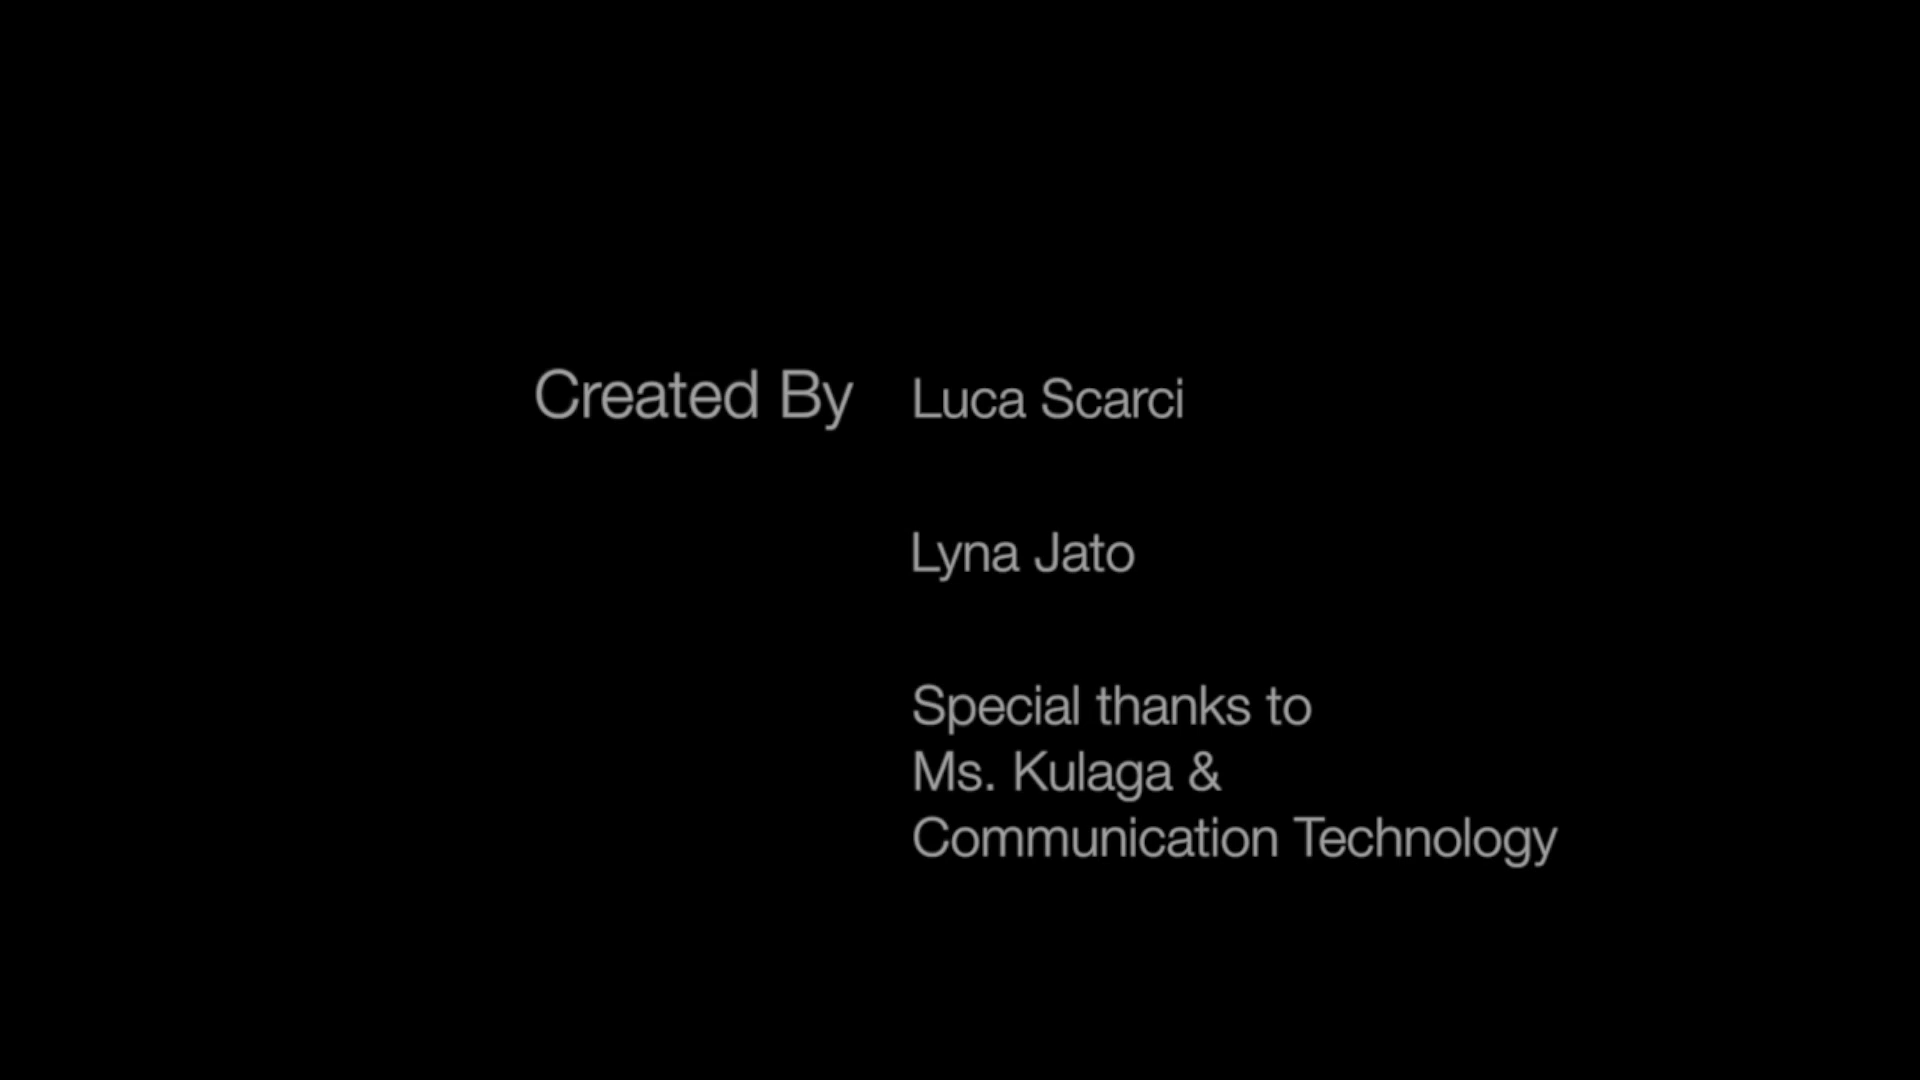 Created By Luca Scarci
Lyna Jato
Special thanks to
Ms. Kulaga &
Communication Technology